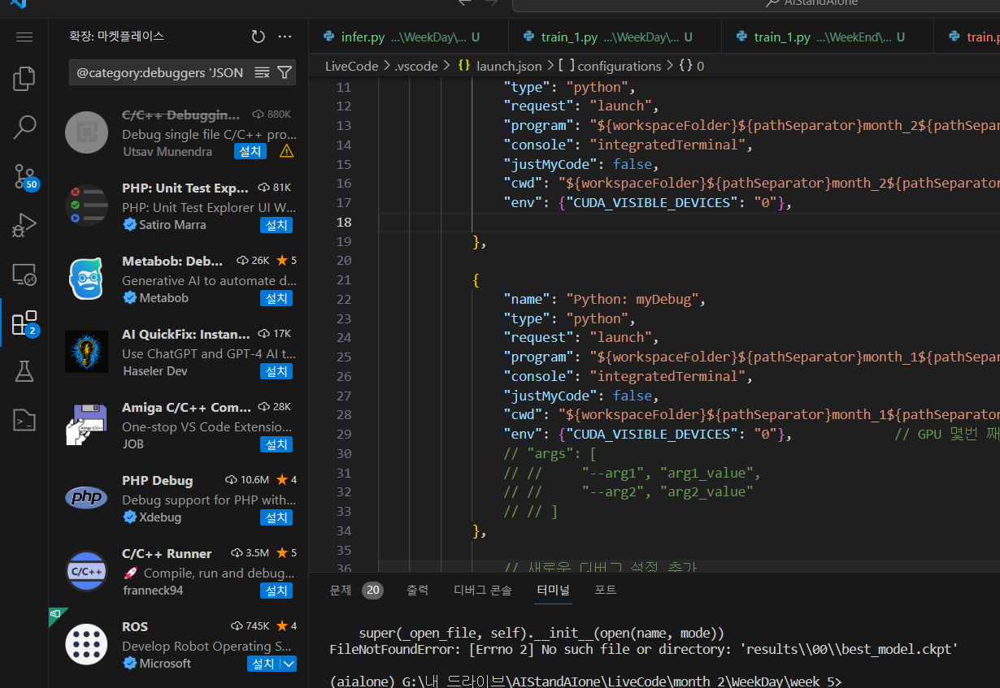 AIStandAlone
확장: 마켓플레이스
@category:debuggers 'JSON
C/C++ Debuggin... 880K
Debug single file C/C++ pro...
Utsav Munendra 설치
PHP: Unit Test Exp... 81K
PHP: Unit Test Explorer UI W...
Satiro Marra 설치
Metabob: Deb... 26K 5
Generative AI to automate d...
Metabob 설치
AI QuickFix: Instan... 17K
Use ChatGPT and GPT-4 AI t...
Haseler Dev 설치
Amiga C/C++ Com... 28K
One-stop VS Code Extensio...
JOB 설치
PHP Debug 10.6M 4
Debug support for PHP with...
Xdebug 설치
C/C++ Runner 3.5M 5
🚀 Compile, run and debug...
franneck94 설치
ROS 745K 4
Develop Robot Operating S...
Microsoft 설치
50
2
php
C/C++
Amiga C/C++
infer.py ...\WeekDay\... U train_1.py ...\WeekDay\... U train_1.py ...\WeekEnd\... U train.p
LiveCode > .vscode > {} launch.json > [ ] configurations > {} 0
11 "type": "python",
12 "request": "launch",
13 "program": "${workspaceFolder}${pathSeparator}month_2${pathSepara
14 "console": "integratedTerminal",
15 "justMyCode": false,
16 "cwd": "${workspaceFolder}${pathSeparator}month_2${pathSeparator
17 "env": {"CUDA_VISIBLE_DEVICES": "0"},
18
19 },
20
21 {
22 "name": "Python: myDebug",
23 "type": "python",
24 "request": "launch",
25 "program": "${workspaceFolder}${pathSeparator}month_1${pathSepara
26 "console": "integratedTerminal",
27 "justMyCode": false,
28 "cwd": "${workspaceFolder}${pathSeparator}month_1${pathSeparator
29 "env": {"CUDA_VISIBLE_DEVICES": "0"}, // GPU 몇번 째
30 // "args": [
31 // // "--arg1", "arg1_value",
32 // // "--arg2", "arg2_value"
33 // // ]
34 },
35
36 // 새로운 디버그 설정 추가
문제 20 출력 디버그 콘솔 터미널 포트
super(_open_file, self).__init__(open(name, mode))
FileNotFoundError: [Errno 2] No such file or directory: 'results\\00\\best_model.ckpt'
(aialone) G:\내 드라이브\AIStandAIone\LiveCode\month_2\WeekDay\week_5>